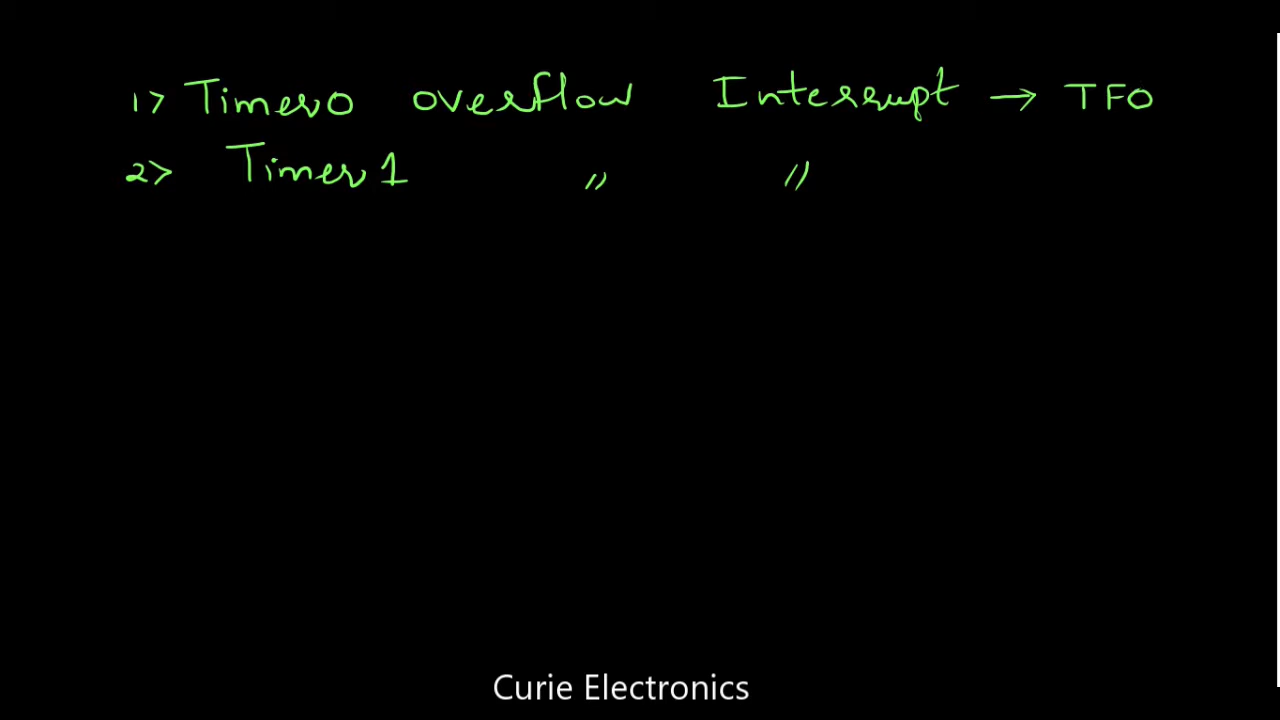 1> Timer0 overflow Interrupt → TF0
2> Timer1 〃 〃
Curie Electronics